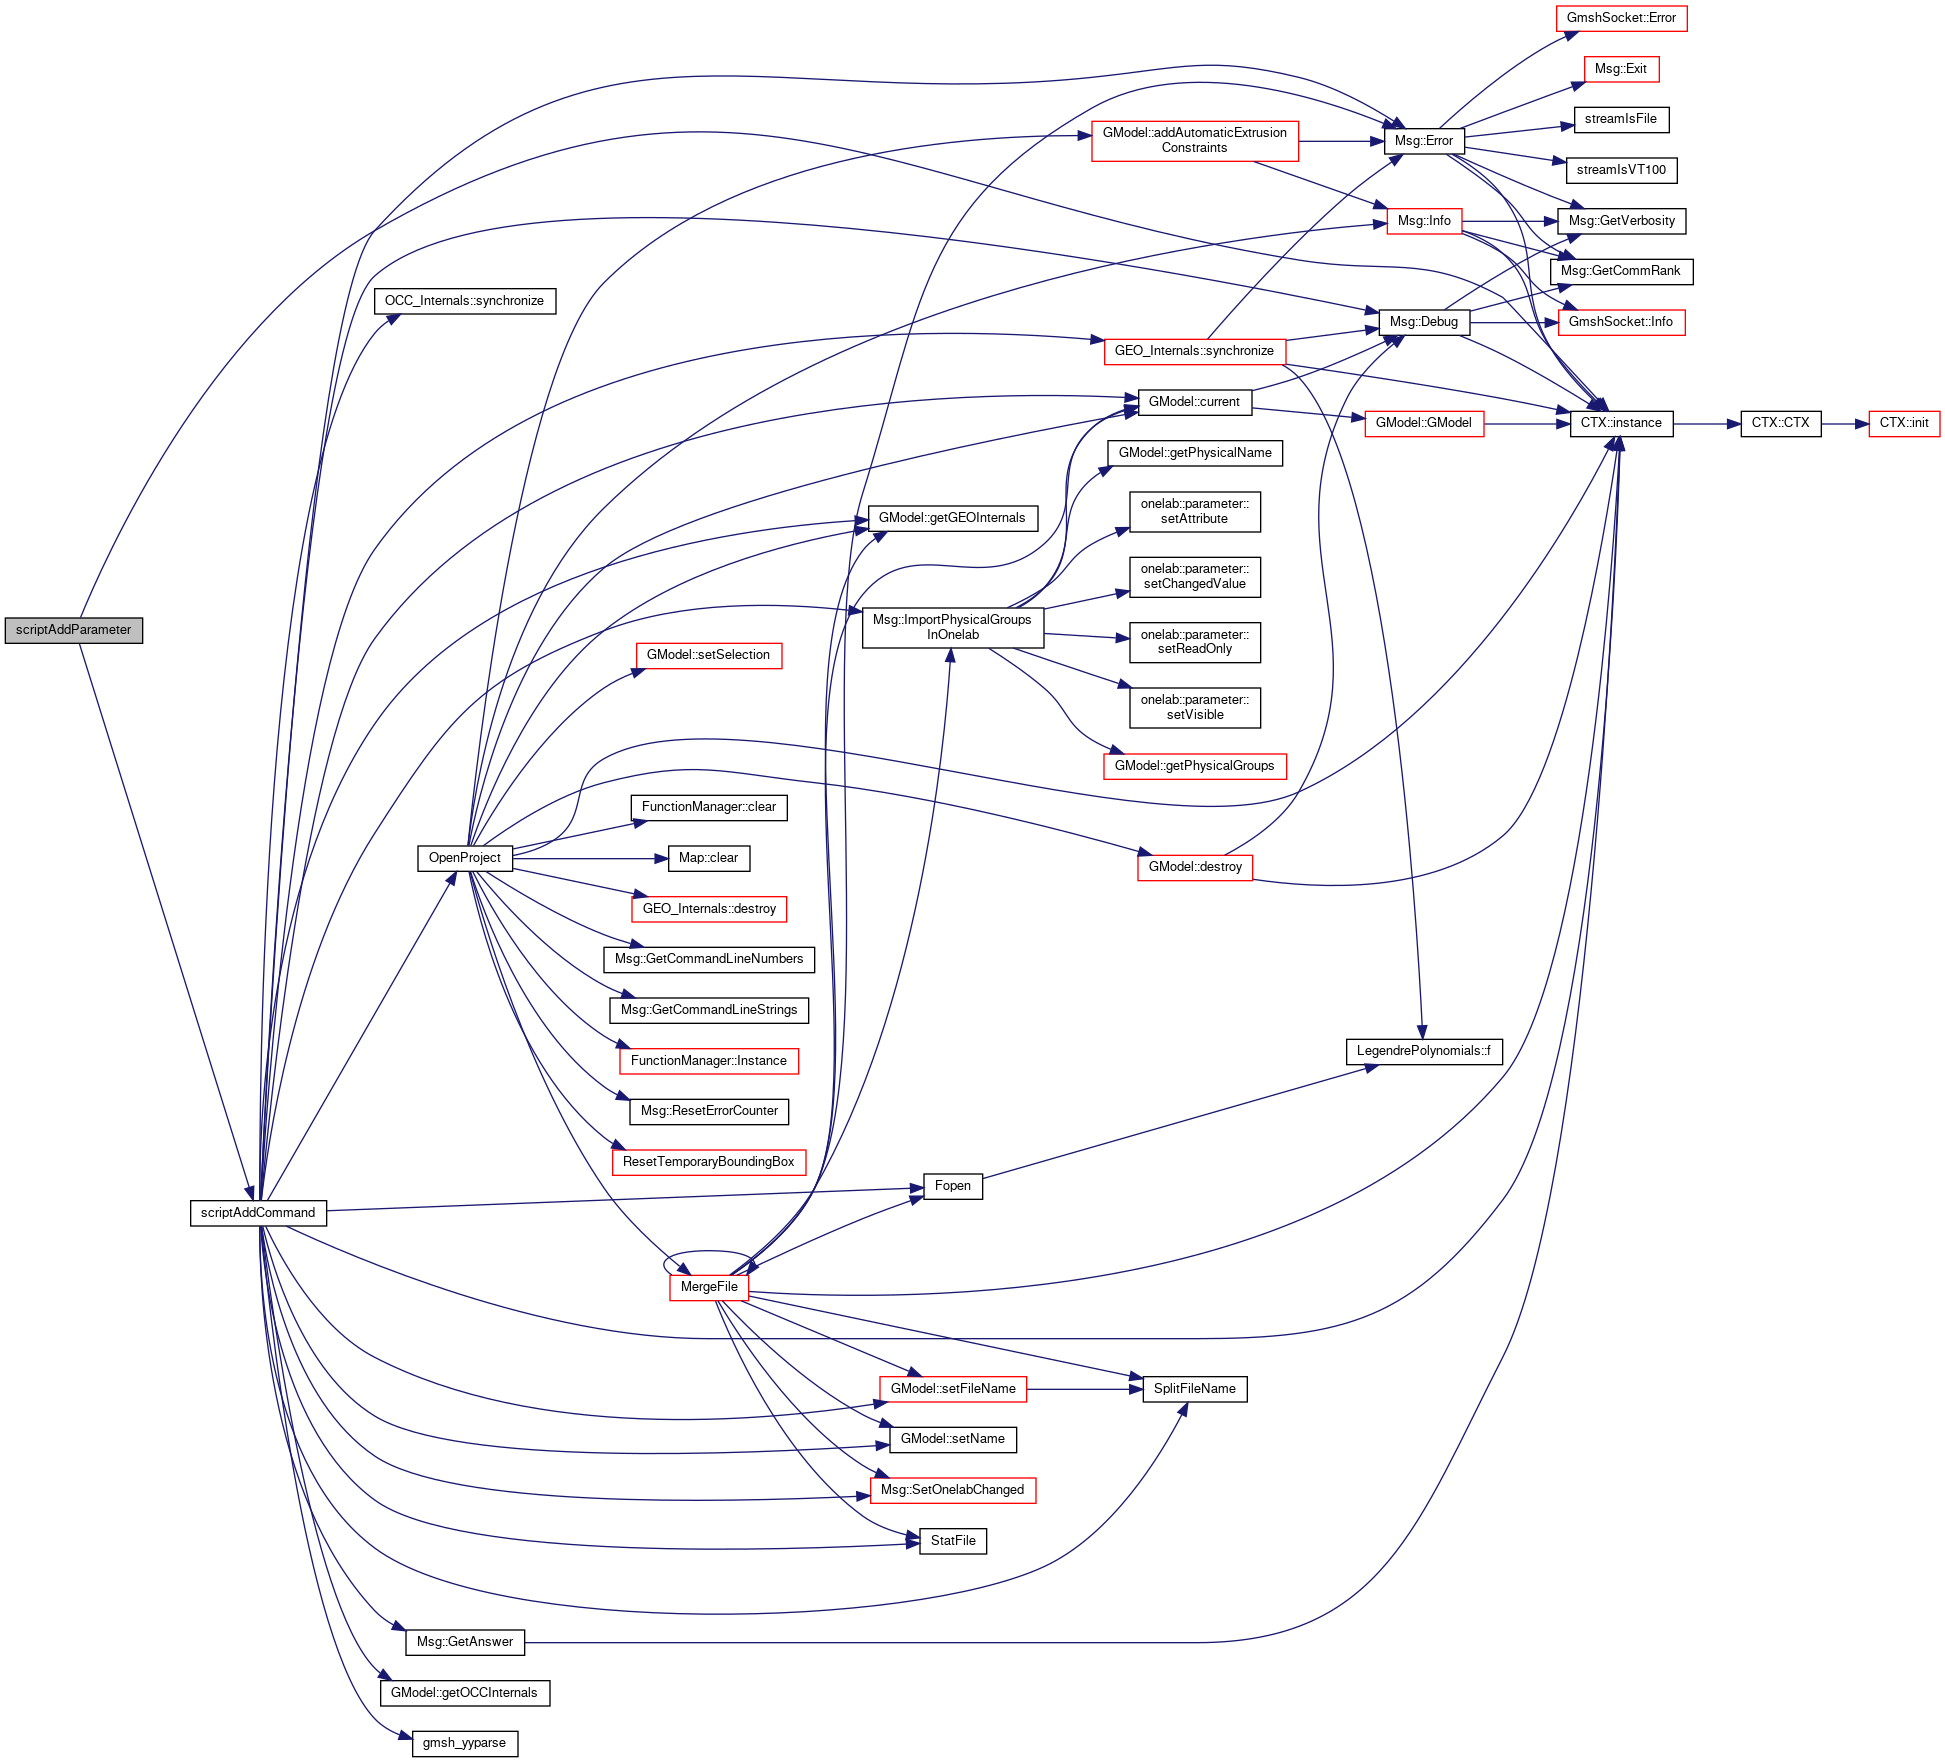 GmshSocket::Error
Msg::Exit
streamIsFile
GModel::addAutomaticExtrusion
Constraints
Msg::Error
streamIsVT100
Msg::Info
Msg::GetVerbosity
Msg::GetCommRank
OCC_Internals::synchronize
Msg::Debug
GmshSocket::Info
GEO_Internals::synchronize
GModel::current
GModel::GModel
CTX::instance
CTX::CTX
CTX::init
GModel::getPhysicalName
GModel::getGEOInternals
onelab::parameter::
setAttribute
onelab::parameter::
setChangedValue
scriptAddParameter
Msg::ImportPhysicalGroups
InOnelab
onelab::parameter::
setReadOnly
GModel::setSelection
onelab::parameter::
setVisible
GModel::getPhysicalGroups
FunctionManager::clear
OpenProject
Map::clear
GModel::destroy
GEO_Internals::destroy
Msg::GetCommandLineNumbers
Msg::GetCommandLineStrings
LegendrePolynomials::f
FunctionManager::Instance
Msg::ResetErrorCounter
ResetTemporaryBoundingBox
Fopen
scriptAddCommand
MergeFile
GModel::setFileName
SplitFileName
GModel::setName
Msg::SetOnelabChanged
StatFile
Msg::GetAnswer
GModel::getOCCInternals
gmsh_yyparse